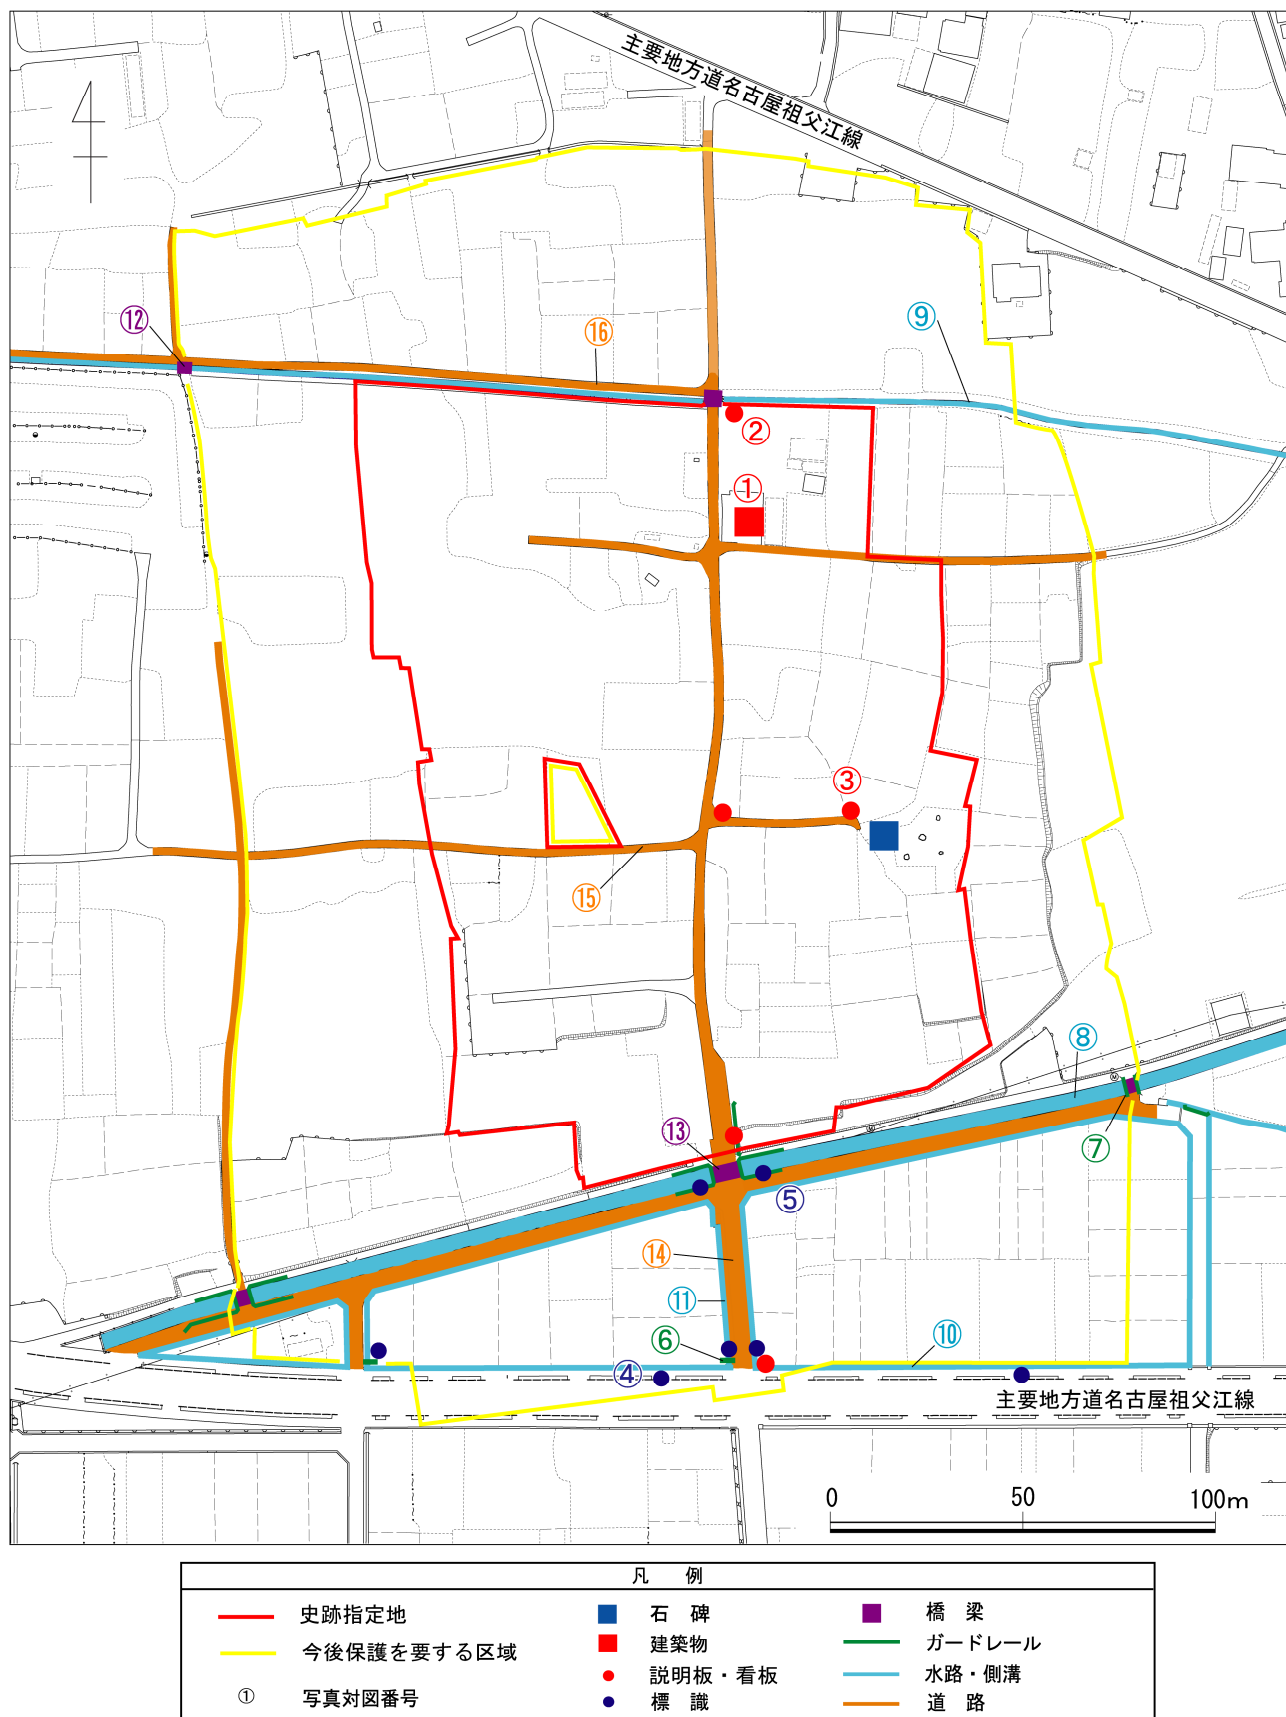 主要地方道名古屋祖父江線
⑫
⑯
⑨
②
①
③
⑮
⑧
⑬
⑦
⑤
⑭
⑪
⑥
⑩
④
主要地方道名古屋祖父江線
0 50 100m
凡 例
史跡指定地
今後保護を要する区域
① 写真対図番号
石 碑
建築物
説明板・看板
標 識
橋 梁
ガードレール
水路・側溝
道 路